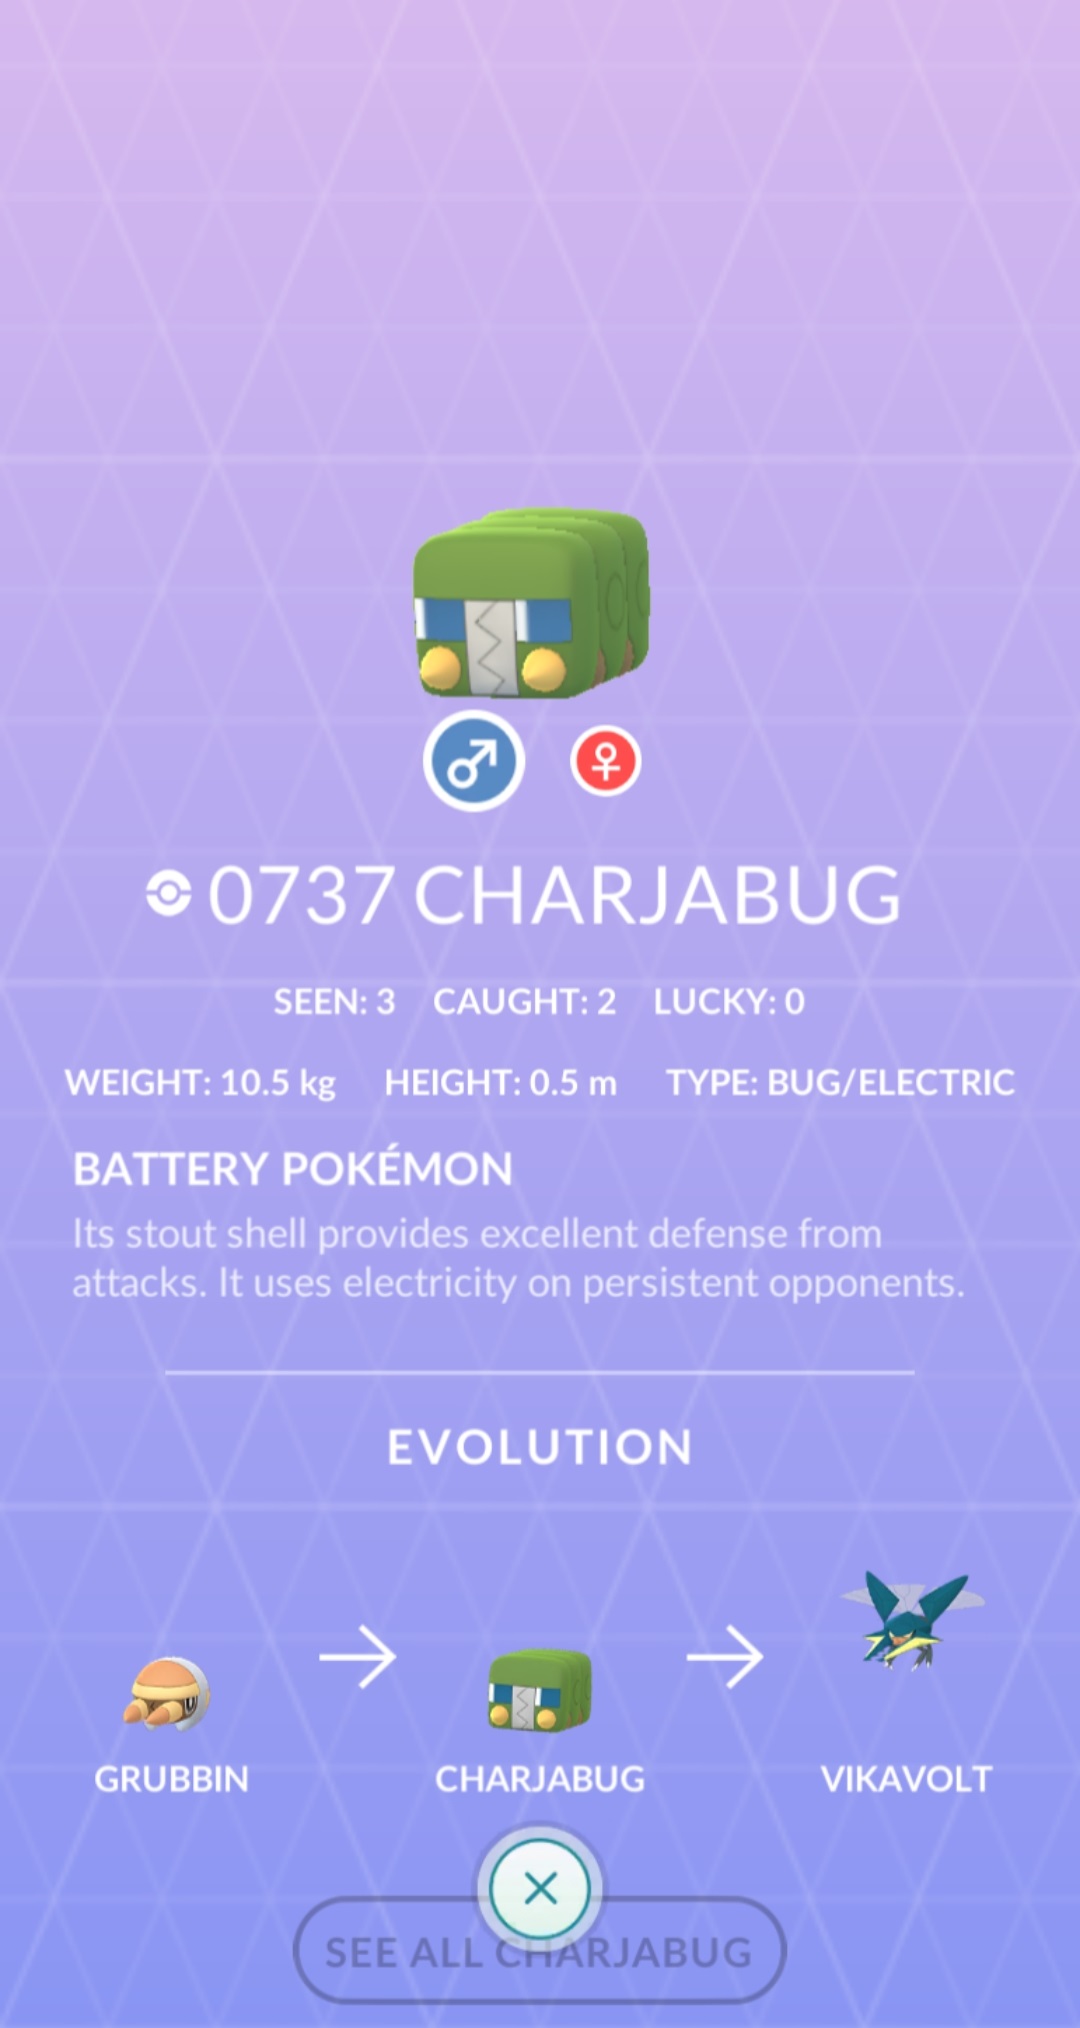 0737 CHARJABUG
SEEN: 3 CAUGHT: 2 LUCKY: 0
WEIGHT: 10.5 kg HEIGHT: 0.5 m TYPE: BUG/ELECTRIC
BATTERY POKÉMON
Its stout shell provides excellent defense from
attacks. It uses electricity on persistent opponents.
EVOLUTION
GRUBBIN CHARJABUG VIKAVOLT
SEE ALL CHARJABUG